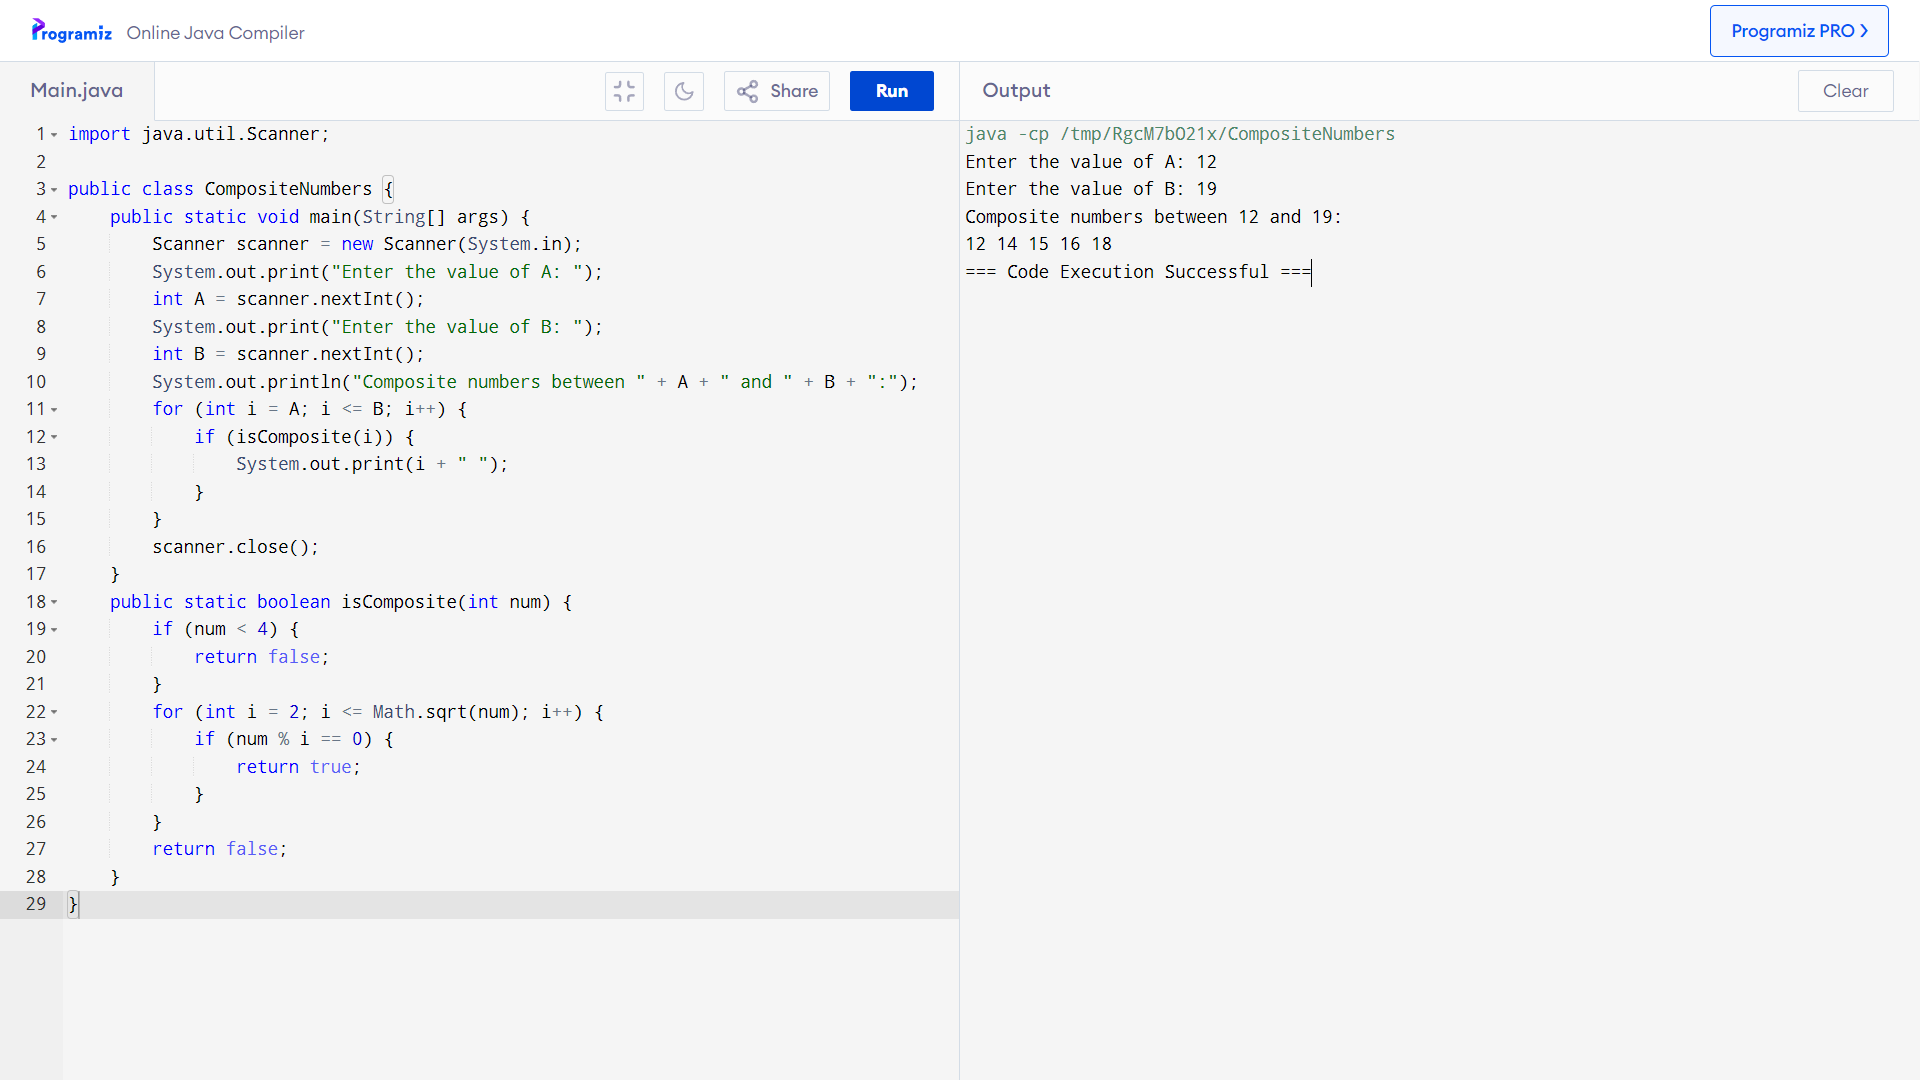 Programiz Online Java Compiler
Programiz PRO
Main.java
Share
Run
Output
Clear
1 import java.util.Scanner;
2
3 public class CompositeNumbers {
4     public static void main(String[] args) {
5         Scanner scanner = new Scanner(System.in);
6         System.out.print("Enter the value of A: ");
7         int A = scanner.nextInt();
8         System.out.print("Enter the value of B: ");
9         int B = scanner.nextInt();
10         System.out.println("Composite numbers between " + A + " and " + B + ":");
11         for (int i = A; i <= B; i++) {
12             if (isComposite(i)) {
13                 System.out.print(i + " ");
14             }
15         }
16         scanner.close();
17     }
18     public static boolean isComposite(int num) {
19         if (num < 4) {
20             return false;
21         }
22         for (int i = 2; i <= Math.sqrt(num); i++) {
23             if (num % i == 0) {
24                 return true;
25             }
26         }
27         return false;
28     }
29 }
java -cp /tmp/RgcM7bO21x/CompositeNumbers
Enter the value of A: 12
Enter the value of B: 19
Composite numbers between 12 and 19:
12 14 15 16 18
=== Code Execution Successful ===